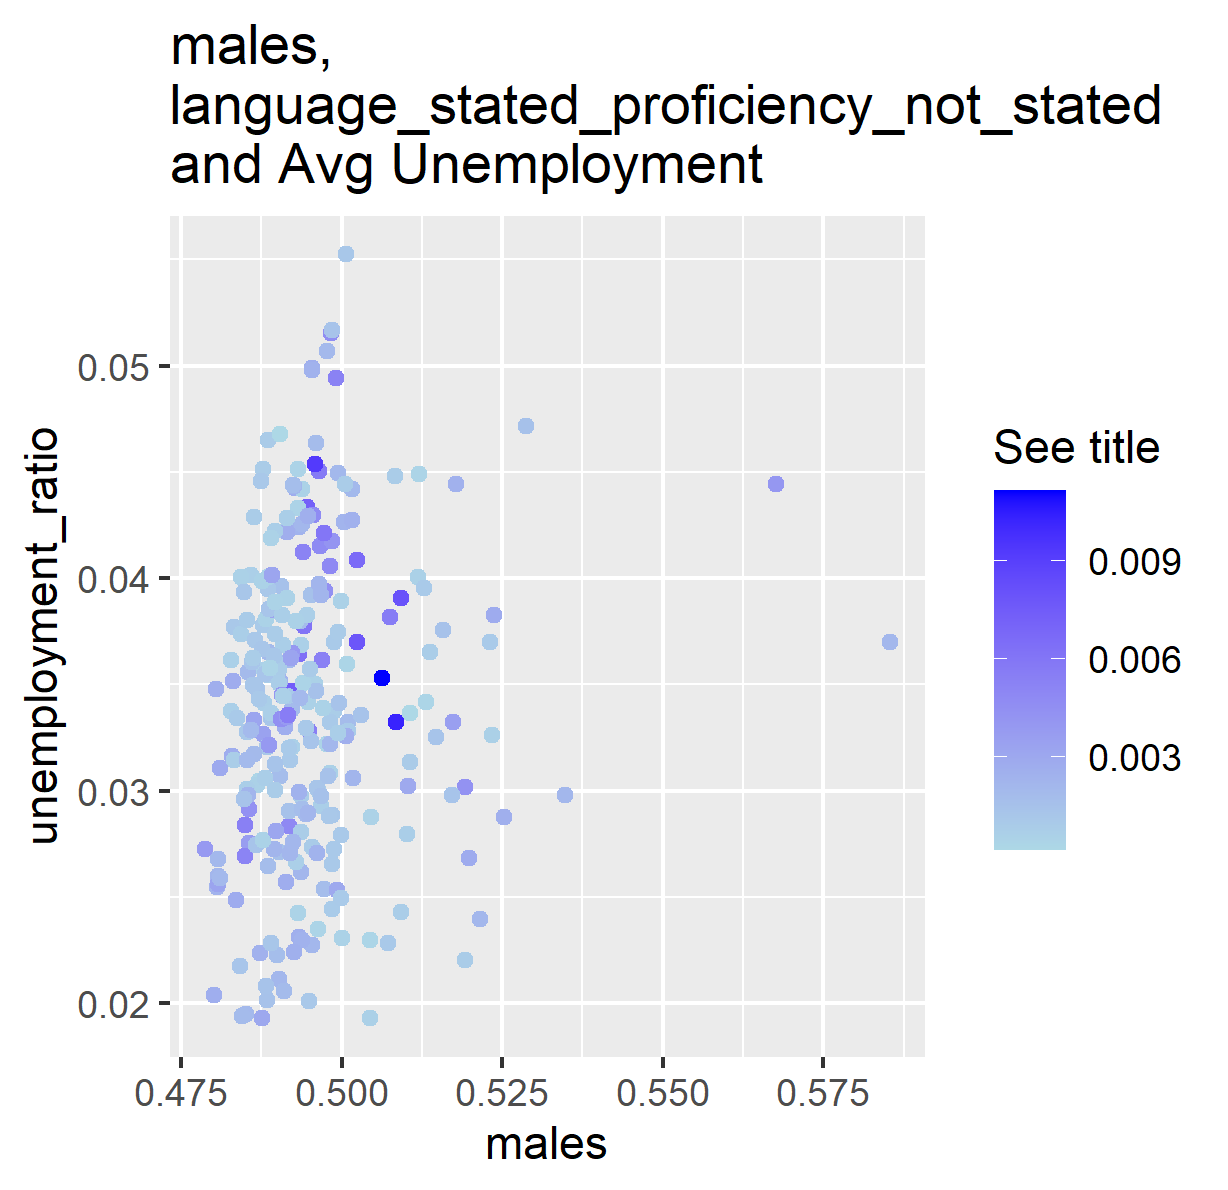 males,
language_stated_proficiency_not_stated
and Avg Unemployment
unemployment_ratio
0.05
0.04
0.03
0.02
0.475
0.500
0.525
0.550
0.575
males
See title
0.009
0.006
0.003